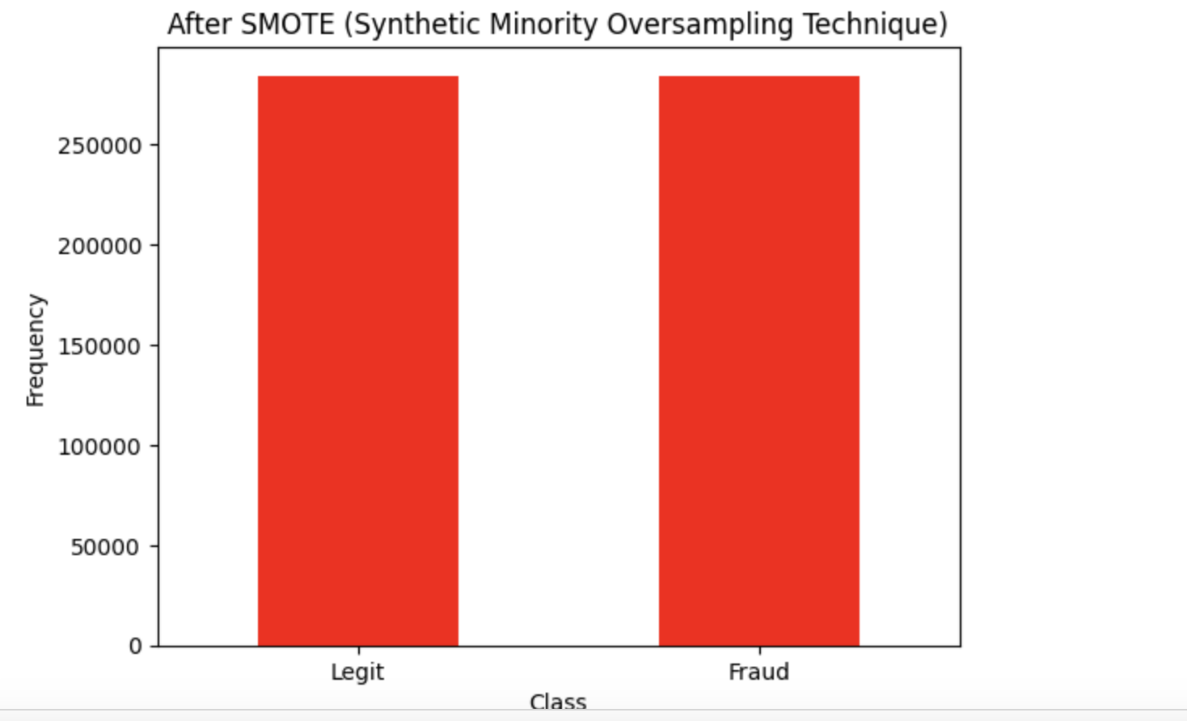 After SMOTE (Synthetic Minority Oversampling Technique)
250000
200000
150000
100000
50000
0
Frequency
Legit
Fraud
Class